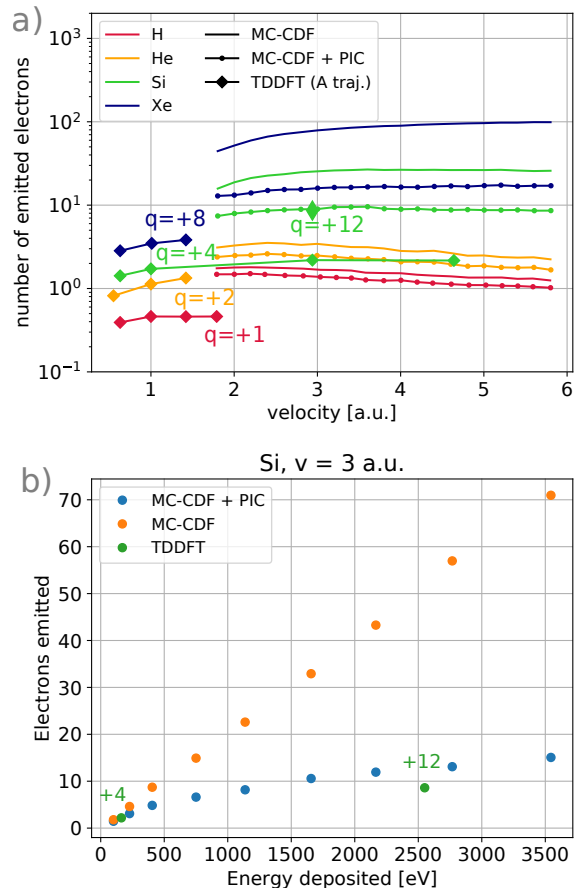 a)
H
He
Si
Xe
MC-CDF
MC-CDF + PIC
TDDFT (A traj.)
number of emitted electrons
10³
10²
10¹
10⁰
10⁻¹
q=+8
q=+12
q=+4
q=+2
q=+1
1 2 3 4 5 6
velocity [a.u.]
b)
Si, v = 3 a.u.
MC-CDF + PIC
MC-CDF
TDDFT
Electrons emitted
70
60
50
40
30
20
10
0
+4
+12
0 500 1000 1500 2000 2500 3000 3500
Energy deposited [eV]